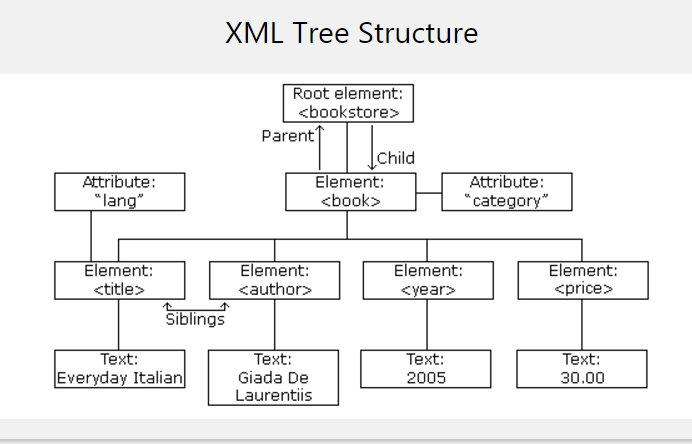 XML Tree Structure
Root element:
<bookstore>
Parent
Child
Attribute:
“lang”
Element:
<book>
Attribute:
“category”
Element:
<title>
Element:
<author>
Element:
<year>
Element:
<price>
Siblings
Text:
Everyday Italian
Text:
Giada De
Laurentiis
Text:
2005
Text:
30.00